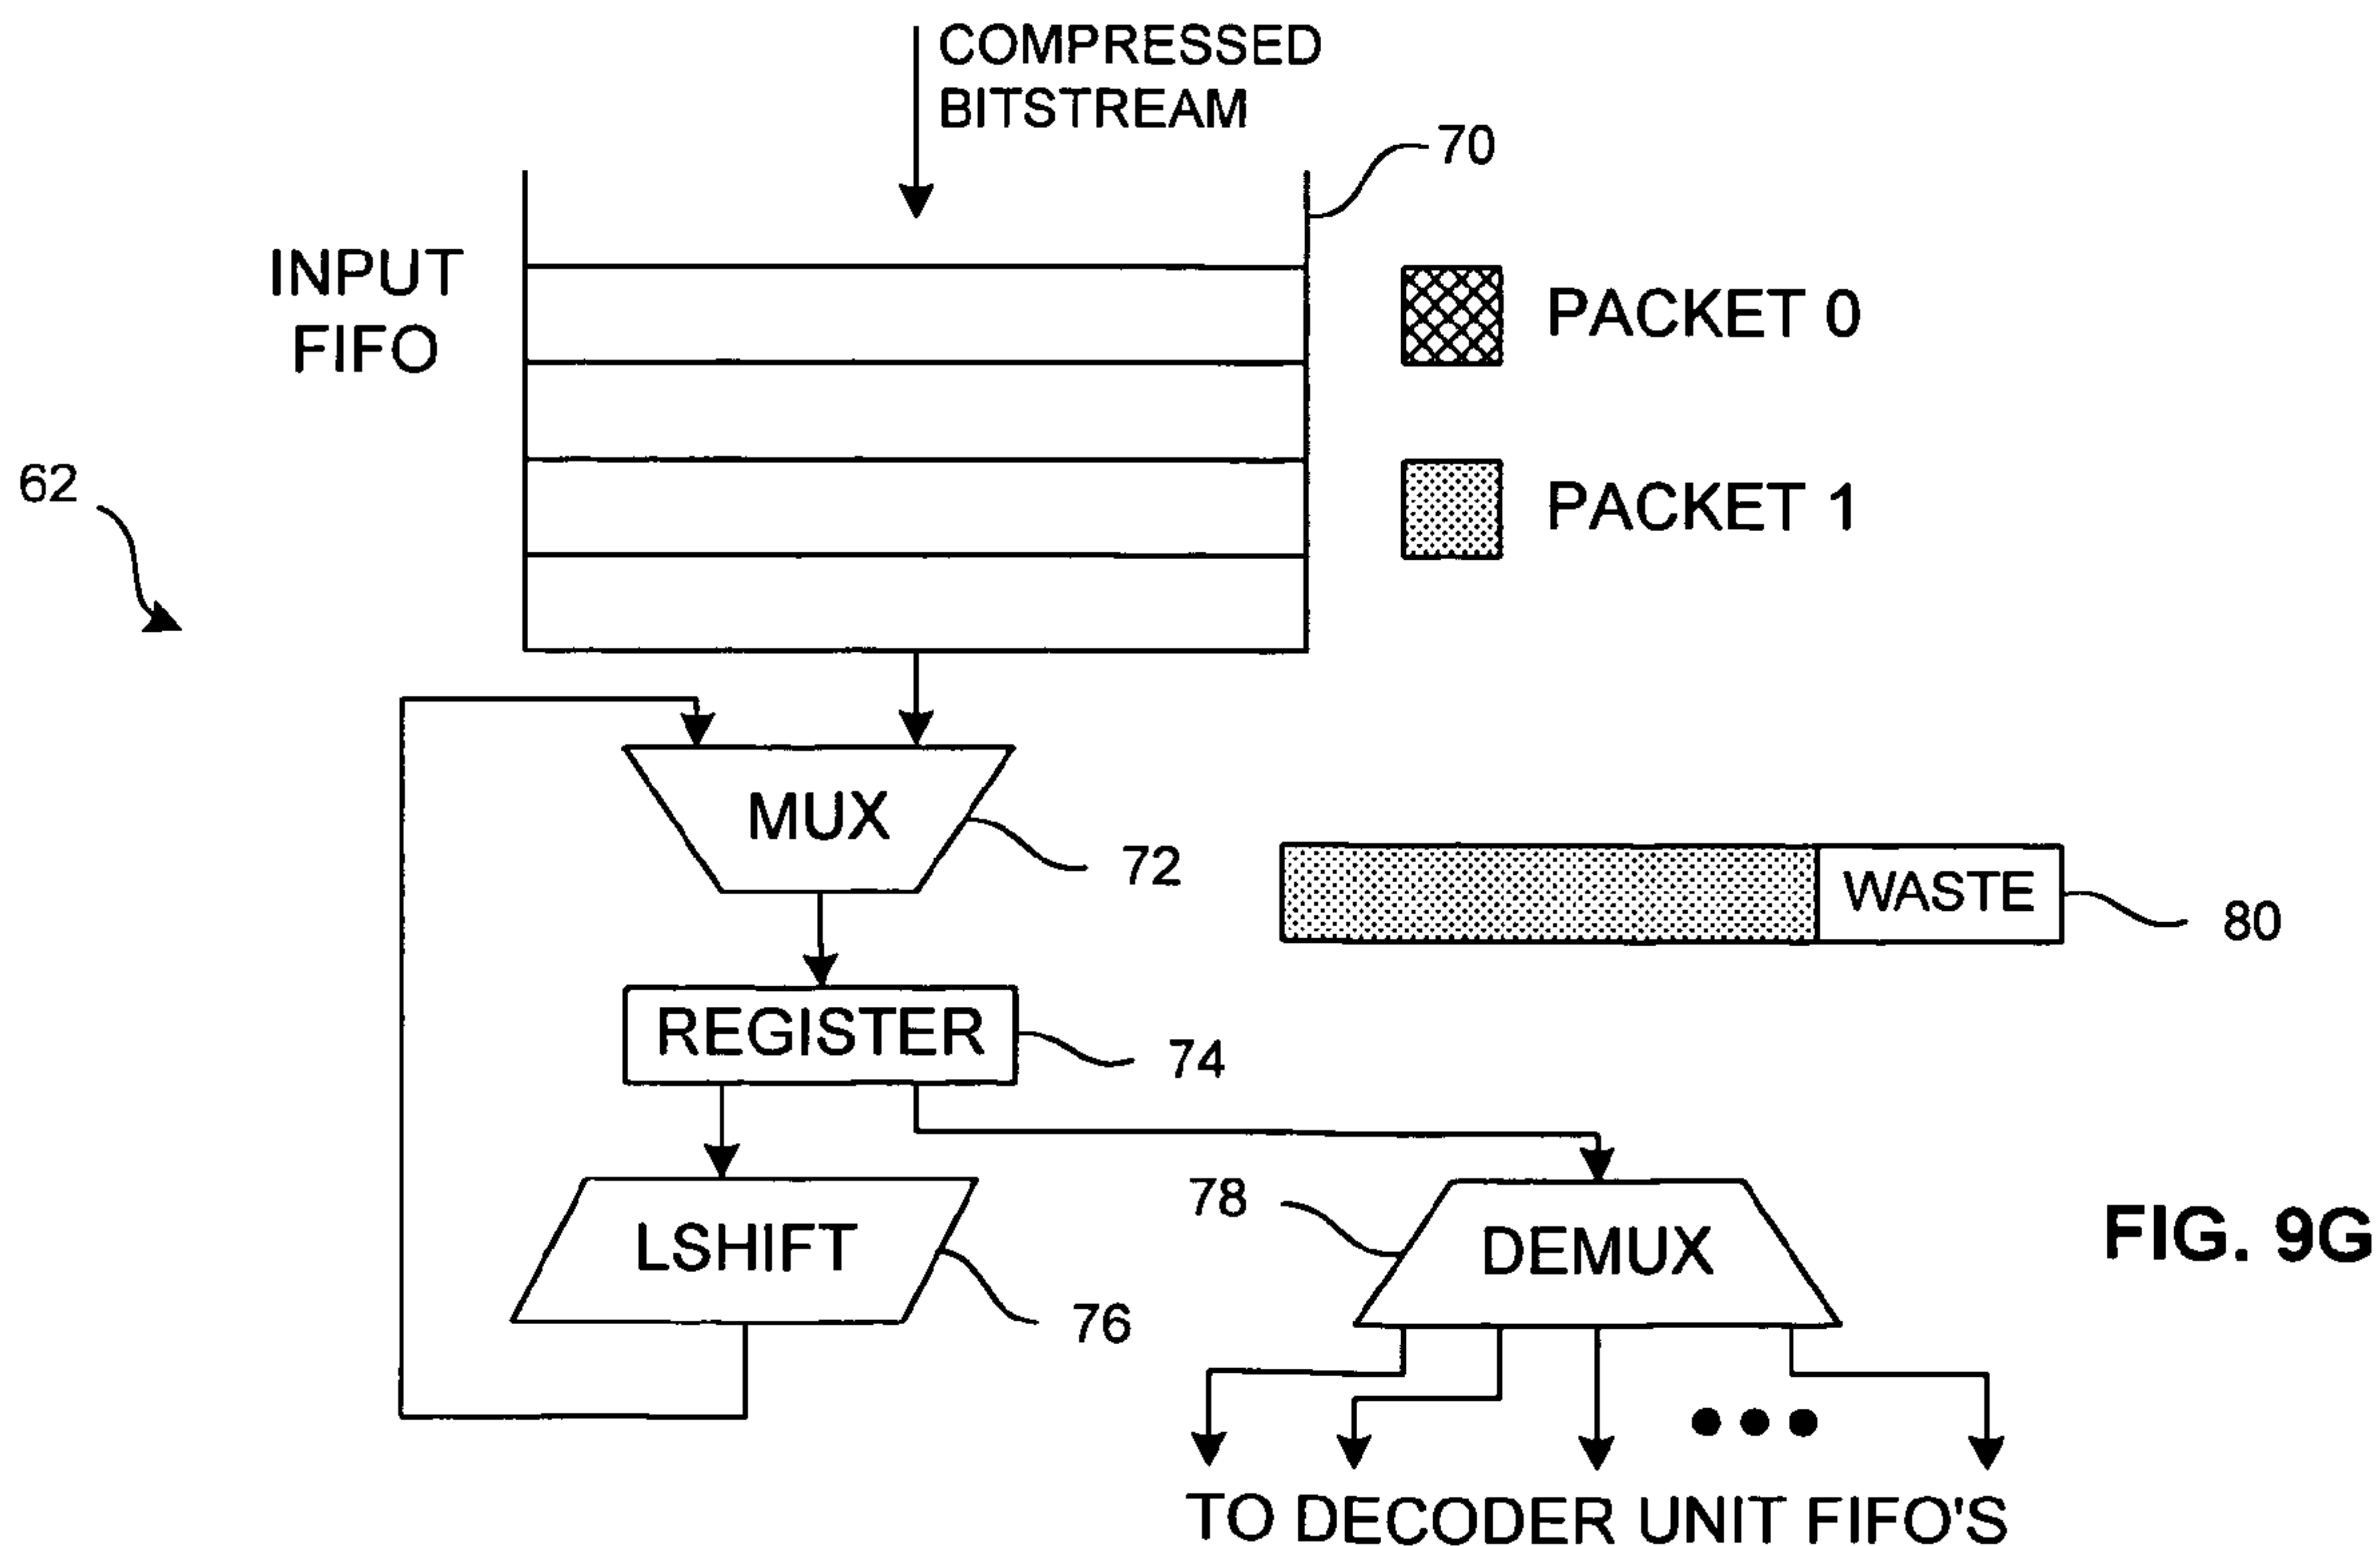 COMPRESSED
BITSTREAM
70
INPUT
FIFO
PACKET 0
62
PACKET 1
MUX
72
WASTE
80
REGISTER
74
78
LSHIFT
DEMUX
FIG. 9G
76
TO DECODER UNIT FIFO'S